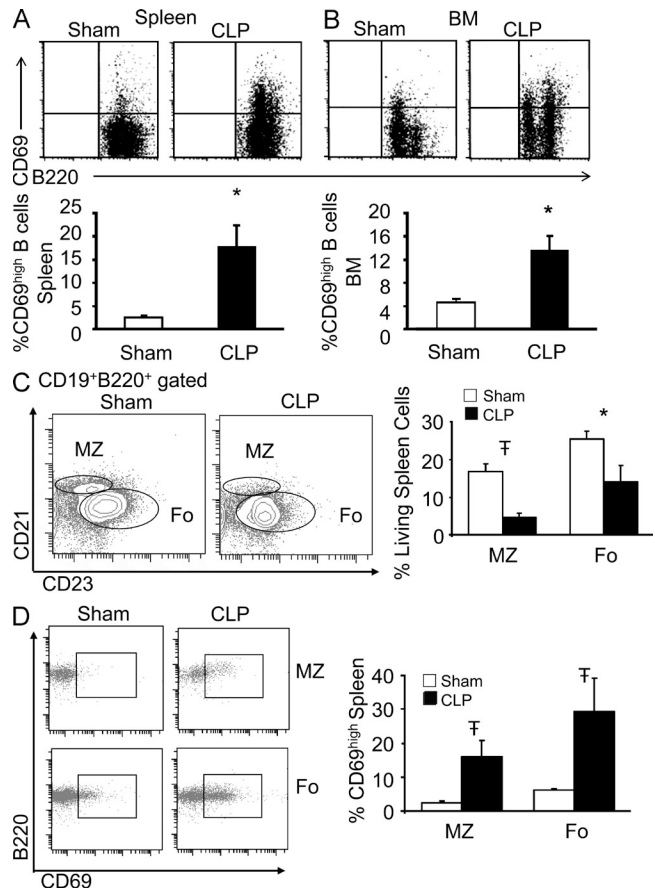 A Spleen B BM
Sham CLP Sham CLP
CD69
B220
%CD69high B cells
Spleen
25
20
15
10
5
0
*
Sham CLP
%CD69high B cells
BM
20
16
12
8
4
0
*
Sham CLP
C CD19+B220+ gated
Sham CLP
MZ MZ
Fo Fo
CD21
CD23
Sham
CLP
% Living Spleen Cells
30
20
10
0
Ŧ *
MZ Fo
D Sham CLP
MZ
Fo
B220
CD69
Sham
CLP
% CD69high Spleen
40
30
20
10
0
Ŧ Ŧ
MZ Fo